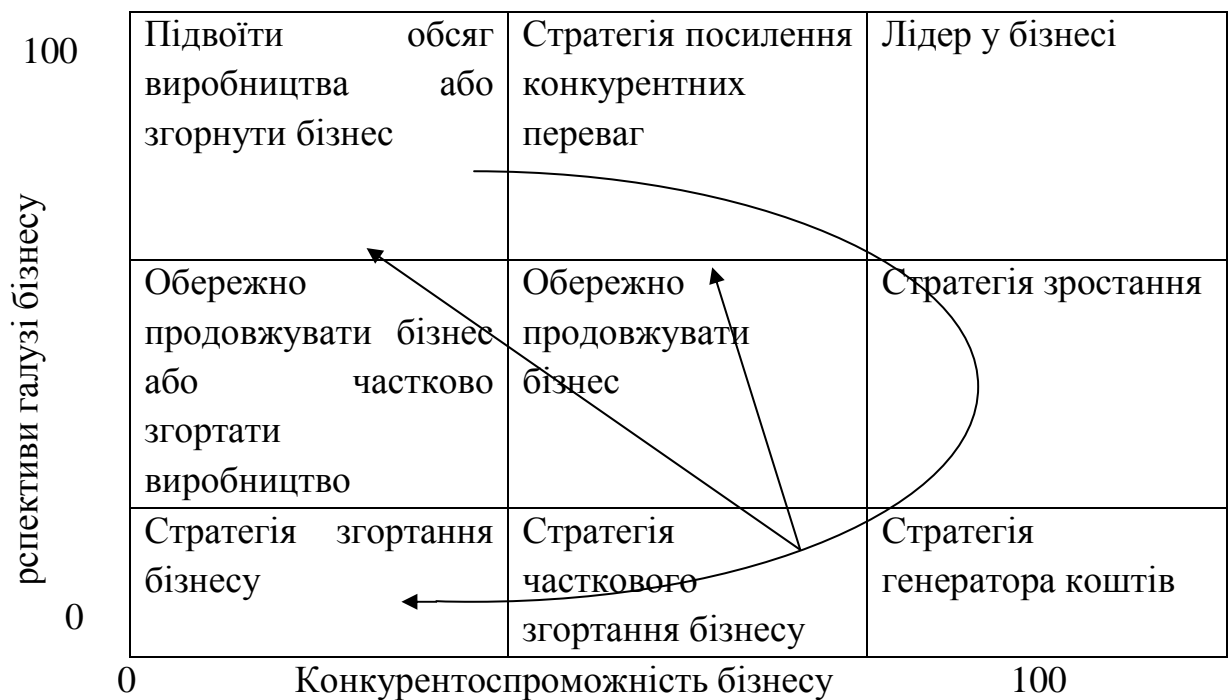 100
рспективи галузі бізнесу
0
Підвоїти обсяг
виробництва або
згорнути бізнес
Стратегія посилення
конкурентних
переваг
Лідер у бізнесі
Обережно
продовжувати бізнес
або частково
згортати
виробництво
Обережно
продовжувати
бізнес
Стратегія зростання
Стратегія згортання
бізнесу
Стратегія
часткового
згортання бізнесу
Стратегія
генератора коштів
0 Конкурентоспроможність бізнесу 100